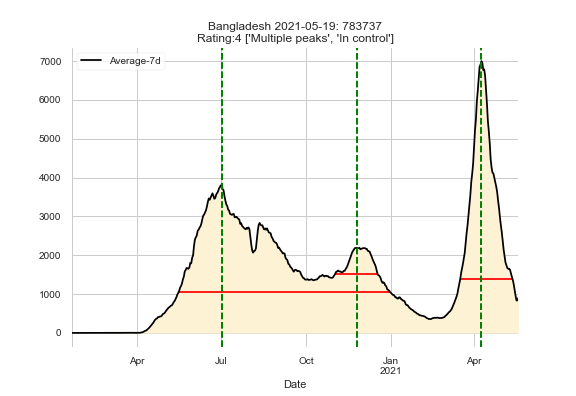 Bangladesh 2021-05-19: 783737
Rating:4 ['Multiple peaks', 'In control']
Average-7d
7000
6000
5000
4000
3000
2000
1000
0
Apr
Jul
Oct
Jan
2021
Apr
Date